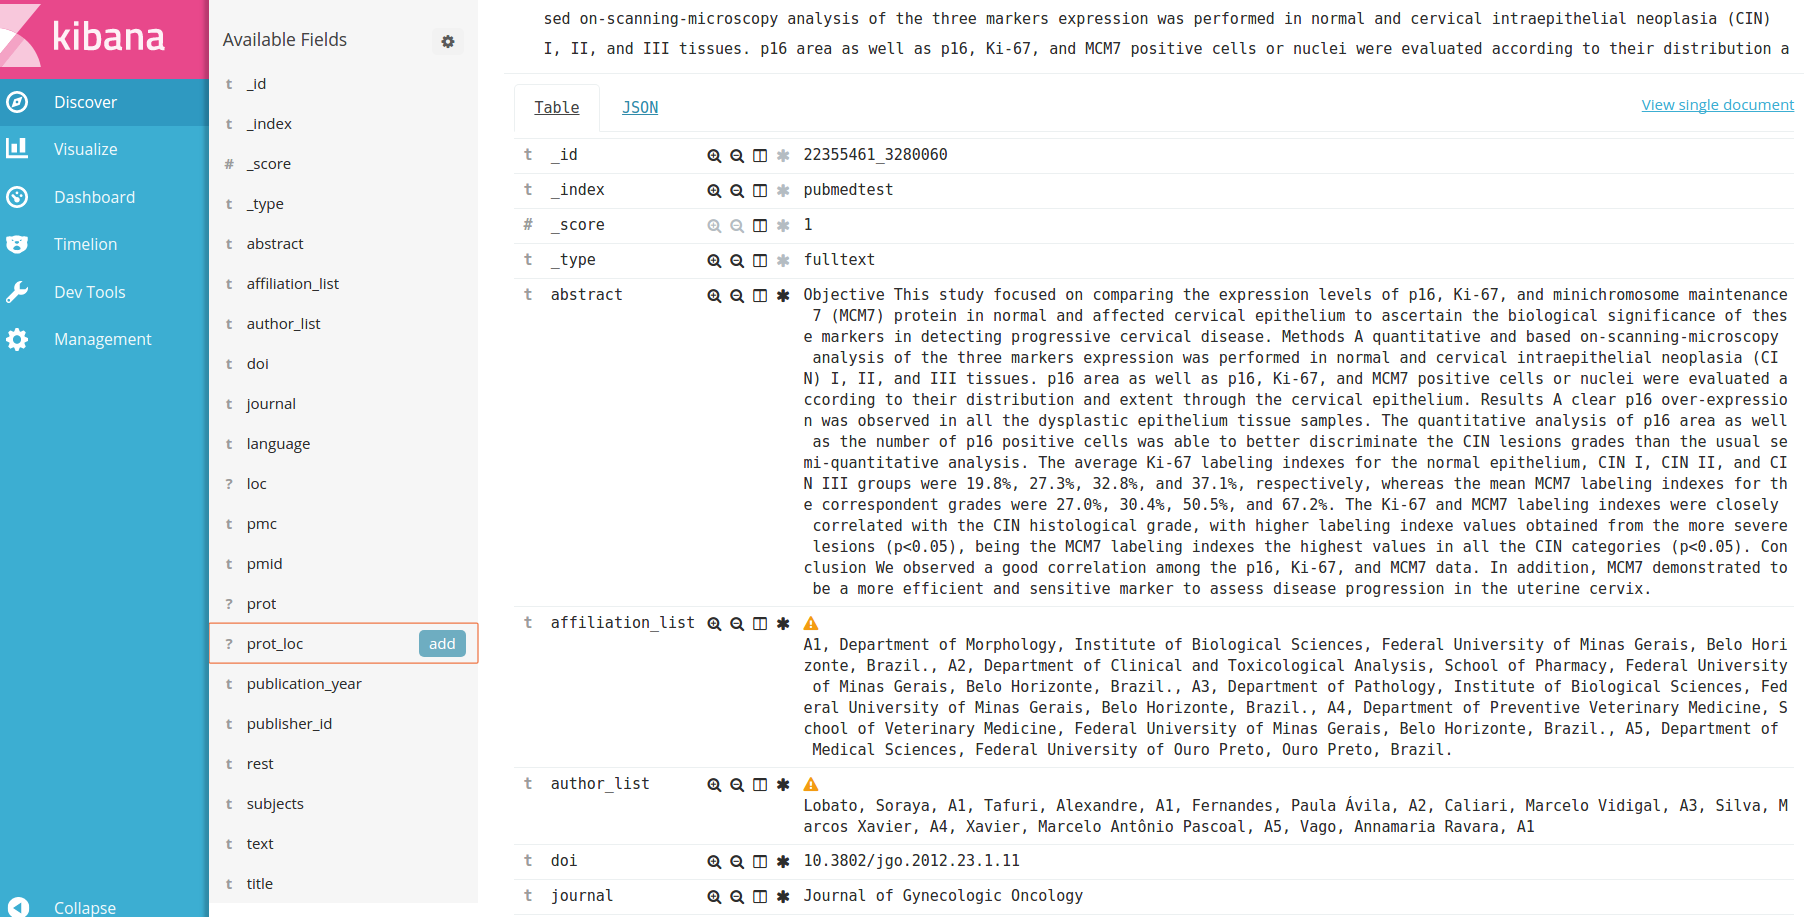 kibana
Discover
Visualize
Dashboard
Timelion
Dev Tools
Management
Collapse
Available Fields
t _id
t _index
# _score
t _type
t abstract
t affiliation_list
t author_list
t doi
t journal
t language
? loc
t pmc
t pmid
? prot
? prot_loc add
t publication_year
t publisher_id
t rest
t subjects
t text
t title
sed on-scanning-microscopy analysis of the three markers expression was performed in normal and cervical intraepithelial neoplasia (CIN)
I, II, and III tissues. p16 area as well as p16, Ki-67, and MCM7 positive cells or nuclei were evaluated according to their distribution a
Table JSON View single document
t _id 22355461_3280060
t _index pubmedtest
# _score 1
t _type fulltext
t abstract Objective This study focused on comparing the expression levels of p16, Ki-67, and minichromosome maintenance
7 (MCM7) protein in normal and affected cervical epithelium to ascertain the biological significance of thes
e markers in detecting progressive cervical disease. Methods A quantitative and based on-scanning-microscopy
analysis of the three markers expression was performed in normal and cervical intraepithelial neoplasia (CI
N) I, II, and III tissues. p16 area as well as p16, Ki-67, and MCM7 positive cells or nuclei were evaluated a
ccording to their distribution and extent through the cervical epithelium. Results A clear p16 over-expressio
n was observed in all the dysplastic epithelium tissue samples. The quantitative analysis of p16 area as well
as the number of p16 positive cells was able to better discriminate the CIN lesions grades than the usual se
mi-quantitative analysis. The average Ki-67 labeling indexes for the normal epithelium, CIN I, CIN II, and CI
N III groups were 19.8%, 27.3%, 32.8%, and 37.1%, respectively, whereas the mean MCM7 labeling indexes for th
e correspondent grades were 27.0%, 30.4%, 50.5%, and 67.2%. The Ki-67 and MCM7 labeling indexes were closely
correlated with the CIN histological grade, with higher labeling indexe values obtained from the more severe
lesions (p<0.05), being the MCM7 labeling indexes the highest values in all the CIN categories (p<0.05). Con
clusion We observed a good correlation among the p16, Ki-67, and MCM7 data. In addition, MCM7 demonstrated to
be a more efficient and sensitive marker to assess disease progression in the uterine cervix.
t affiliation_list
A1, Department of Morphology, Institute of Biological Sciences, Federal University of Minas Gerais, Belo Hori
zonte, Brazil., A2, Department of Clinical and Toxicological Analysis, School of Pharmacy, Federal University
of Minas Gerais, Belo Horizonte, Brazil., A3, Department of Pathology, Institute of Biological Sciences, Fed
eral University of Minas Gerais, Belo Horizonte, Brazil., A4, Department of Preventive Veterinary Medicine, S
chool of Veterinary Medicine, Federal University of Minas Gerais, Belo Horizonte, Brazil., A5, Department of
Medical Sciences, Federal University of Ouro Preto, Ouro Preto, Brazil.
t author_list
Lobato, Soraya, A1, Tafuri, Alexandre, A1, Fernandes, Paula Ávila, A2, Caliari, Marcelo Vidigal, A3, Silva, M
arcos Xavier, A4, Xavier, Marcelo Antônio Pascoal, A5, Vago, Annamaria Ravara, A1
t doi 10.3802/jgo.2012.23.1.11
t journal Journal of Gynecologic Oncology